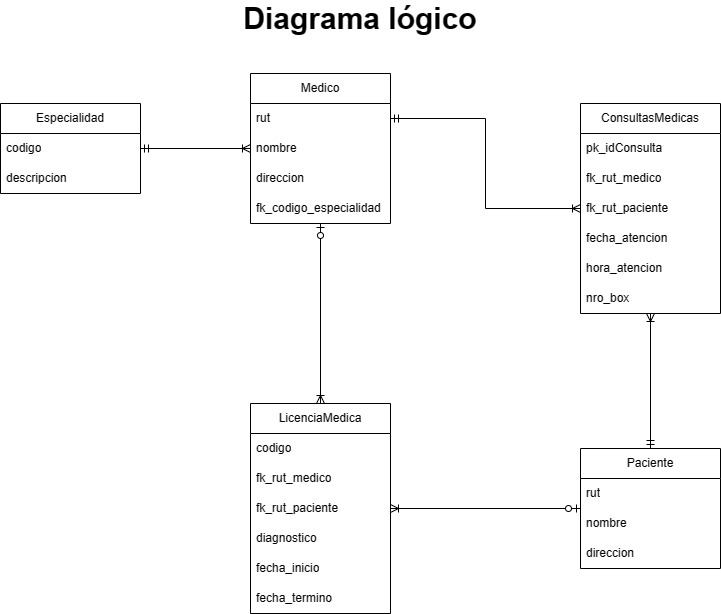 Diagrama lógico
Especialidad
codigo
descripcion
Medico
rut
nombre
direccion
fk_codigo_especialidad
ConsultasMedicas
pk_idConsulta
fk_rut_medico
fk_rut_paciente
fecha_atencion
hora_atencion
nro_box
LicenciaMedica
codigo
fk_rut_medico
fk_rut_paciente
diagnostico
fecha_inicio
fecha_termino
Paciente
rut
nombre
direccion